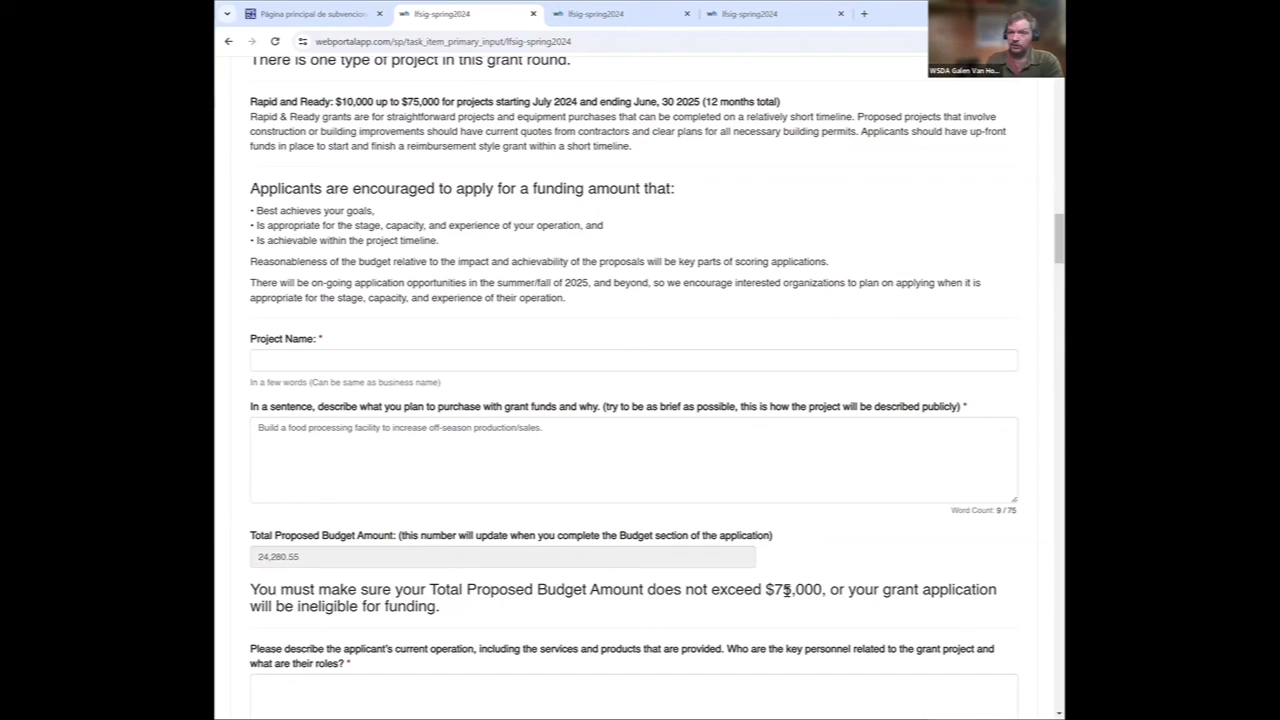 Página principal de subvencion
lfsig-spring2024
lfsig-spring2024
lfsig-spring2024
webportalapp.com/sp/task_item_primary_input/lfsig-spring2024
WSDA Galen Van Ho...
There is one type of project in this grant round.
Rapid and Ready: $10,000 up to $75,000 for projects starting July 2024 and ending June, 30 2025 (12 months total)
Rapid & Ready grants are for straightforward projects and equipment purchases that can be completed on a relatively short timeline. Proposed projects that involve
construction or building improvements should have current quotes from contractors and clear plans for all necessary building permits. Applicants should have up-front
funds in place to start and finish a reimbursement style grant within a short timeline.
Applicants are encouraged to apply for a funding amount that:
• Best achieves your goals,
• Is appropriate for the stage, capacity, and experience of your operation, and
• Is achievable within the project timeline.
Reasonableness of the budget relative to the impact and achievability of the proposals will be key parts of scoring applications.
There will be on-going application opportunities in the summer/fall of 2025, and beyond, so we encourage interested organizations to plan on applying when it is
appropriate for the stage, capacity, and experience of their operation.
Project Name: *
In a few words (Can be same as business name)
In a sentence, describe what you plan to purchase with grant funds and why. (try to be as brief as possible, this is how the project will be described publicly) *
Build a food processing facility to increase off-season production/sales.
Word Count: 9 / 75
Total Proposed Budget Amount: (this number will update when you complete the Budget section of the application)
24,280.55
You must make sure your Total Proposed Budget Amount does not exceed $75,000, or your grant application
will be ineligible for funding.
Please describe the applicant's current operation, including the services and products that are provided. Who are the key personnel related to the grant project and
what are their roles? *